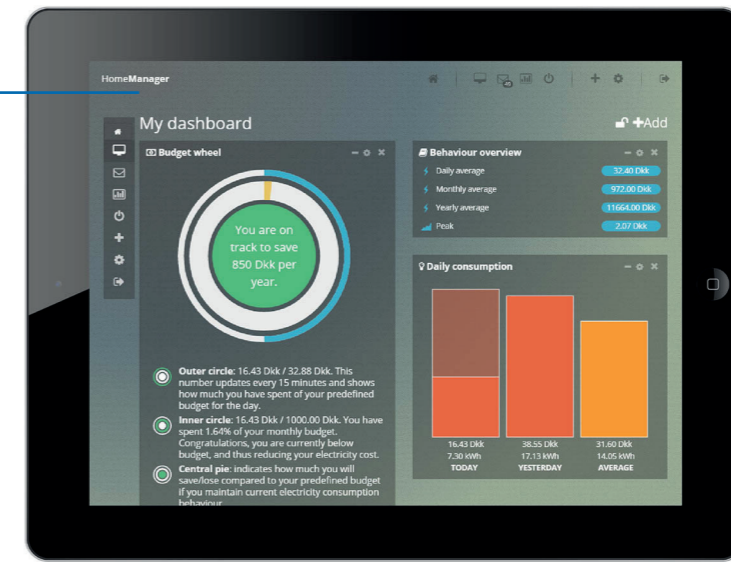 HomeManager
My dashboard
Add
Budget wheel
You are on
track to save
850 Dkk per
year.
Outer circle: 16.43 Dkk / 32.88 Dkk. This
number updates every 15 minutes and shows
how much you have spent of your predefined
budget for the day.
Inner circle: 16.43 Dkk / 1000.00 Dkk. You have
spent 1.64% of your monthly budget.
Congratulations, you are currently below
budget, and thus reducing your electricity cost.
Central pie: indicates how much you will
save/lose compared to your predefined budget
if you maintain current electricity consumption
behaviour
Behaviour overview
Daily average 32.40 Dkk
Monthly average 972.00 Dkk
Yearly average 11664.00 Dkk
Peak 2.07 Dkk
Daily consumption
16.43 Dkk 38.55 Dkk 31.60 Dkk
7.30 kWh 17.13 kWh 14.05 kWh
TODAY YESTERDAY AVERAGE